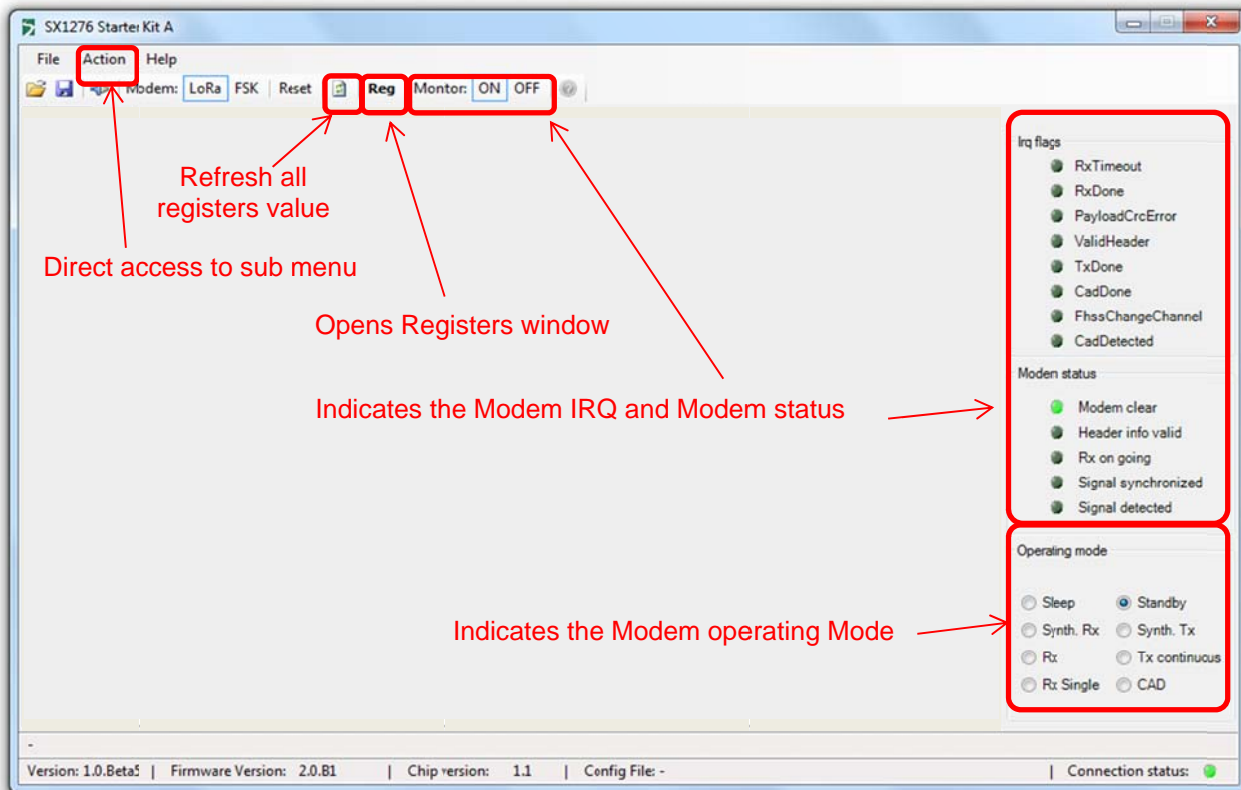 SX1276 Starter Kit A
File Action Help
Modem: LoRa FSK Reset Reg Montor: ON OFF
Refresh all
registers value
Direct access to sub menu
Opens Registers window
Indicates the Modem IRQ and Modem status
Indicates the Modem operating Mode
Irq flags
RxTimeout
RxDone
PayloadCrcError
ValidHeader
TxDone
CadDone
FhssChangeChannel
CadDetected
Moden status
Modem clear
Header info valid
Rx on going
Signal synchronized
Signal detected
Operating mode
Sleep Standby
Synth. Rx Synth. Tx
Rx Tx continuous
Rx Single CAD
-
Version: 1.0.Beta5 | Firmware Version: 2.0.B1 | Chip version: 1.1 | Config File: - | Connection status: